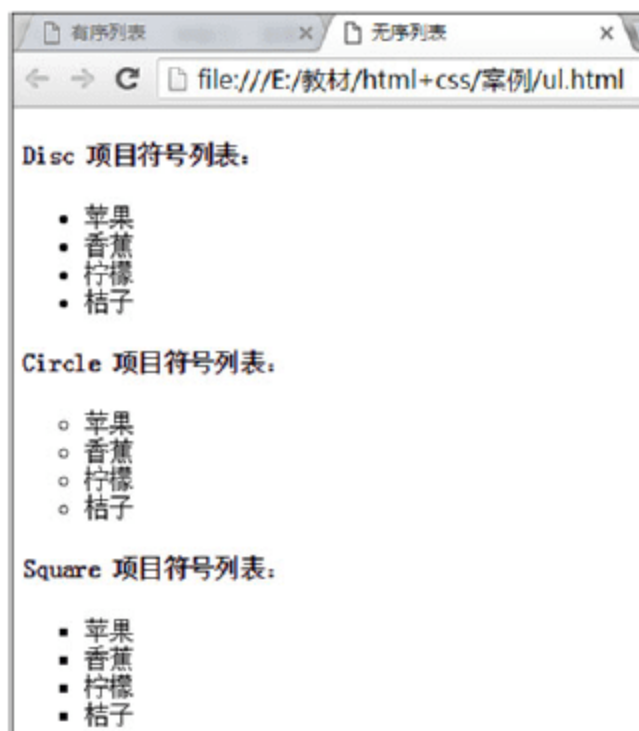 有序列表
无序列表
file:///E:/教材/html+css/案例/ul.html
Disc 项目符号列表:
苹果
香蕉
柠檬
桔子
Circle 项目符号列表:
苹果
香蕉
柠檬
桔子
Square 项目符号列表:
苹果
香蕉
柠檬
桔子